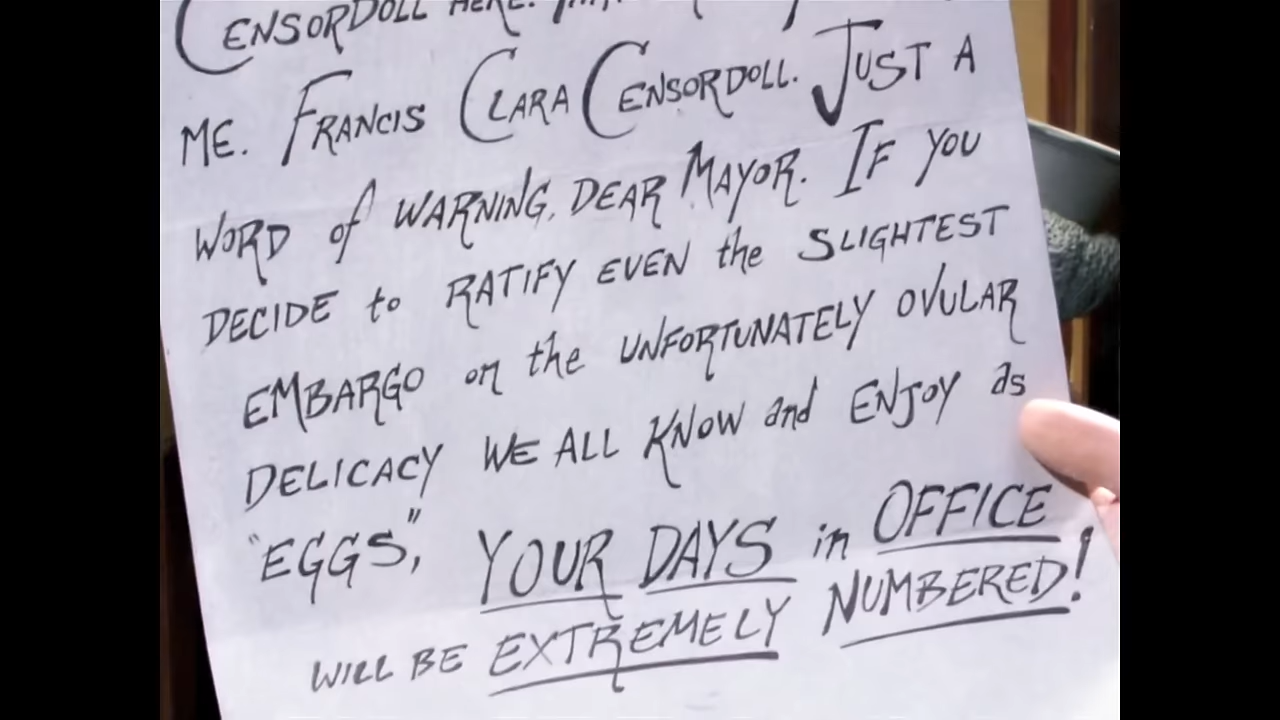 CENSORDOLL HERE.
ME. FRANCIS CLARA CENSORDOLL. JUST A
WORD of WARNING, DEAR MAYOR. IF YOU
DECIDE to RATIFY EVEN the SLIGHTEST
EMBARGO on the UNFORTUNATELY OVULAR
DELICACY WE ALL KNOW and ENJOY as
"EGGS," YOUR DAYS in OFFICE
WILL BE EXTREMELY NUMBERED!